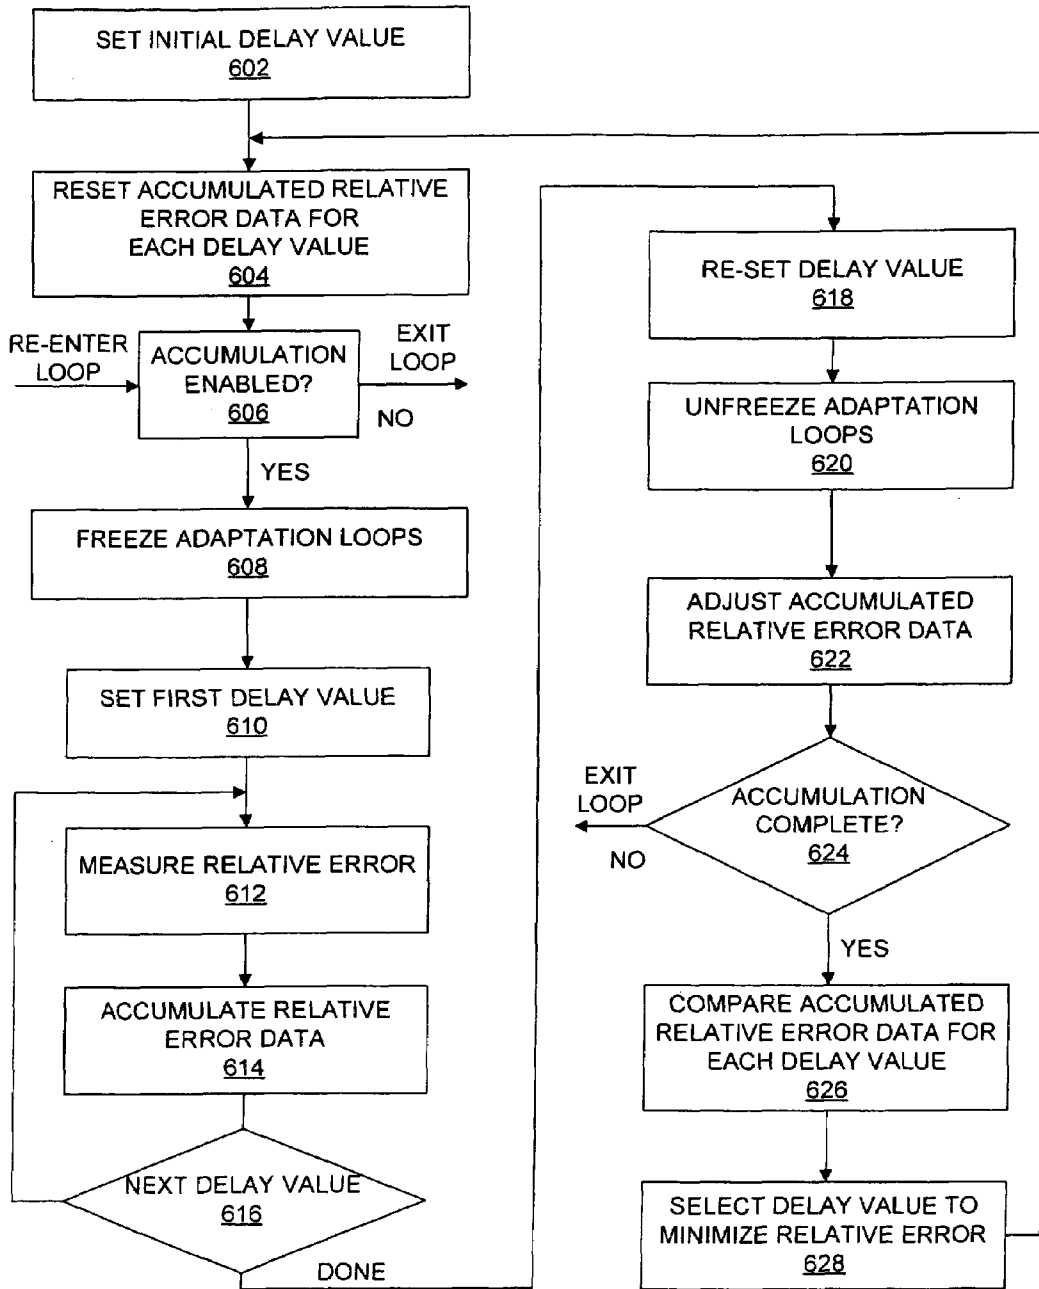 SET INITIAL DELAY VALUE
602
RESET ACCUMULATED RELATIVE
ERROR DATA FOR
EACH DELAY VALUE
604
RE-ENTER
LOOP
ACCUMULATION
ENABLED?
606
EXIT
LOOP
NO
YES
FREEZE ADAPTATION LOOPS
608
SET FIRST DELAY VALUE
610
MEASURE RELATIVE ERROR
612
ACCUMULATE RELATIVE
ERROR DATA
614
NEXT DELAY VALUE
616
DONE
RE-SET DELAY VALUE
618
UNFREEZE ADAPTATION
LOOPS
620
ADJUST ACCUMULATED
RELATIVE ERROR DATA
622
ACCUMULATION
COMPLETE?
624
EXIT
LOOP
NO
YES
COMPARE ACCUMULATED
RELATIVE ERROR DATA FOR
EACH DELAY VALUE
626
SELECT DELAY VALUE TO
MINIMIZE RELATIVE ERROR
628